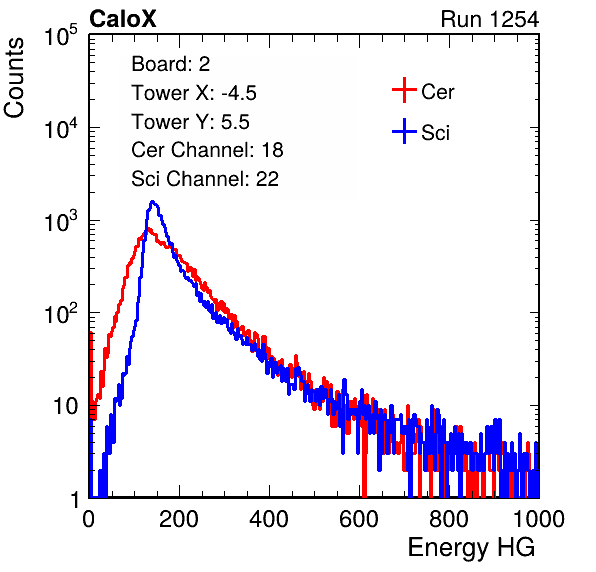 CaloX Run 1254
Counts
10^5
10^4
10^3
10^2
10
1
Board: 2
Tower X: -4.5
Tower Y: 5.5
Cer Channel: 18
Sci Channel: 22
Cer
Sci
0 200 400 600 800 1000
Energy HG